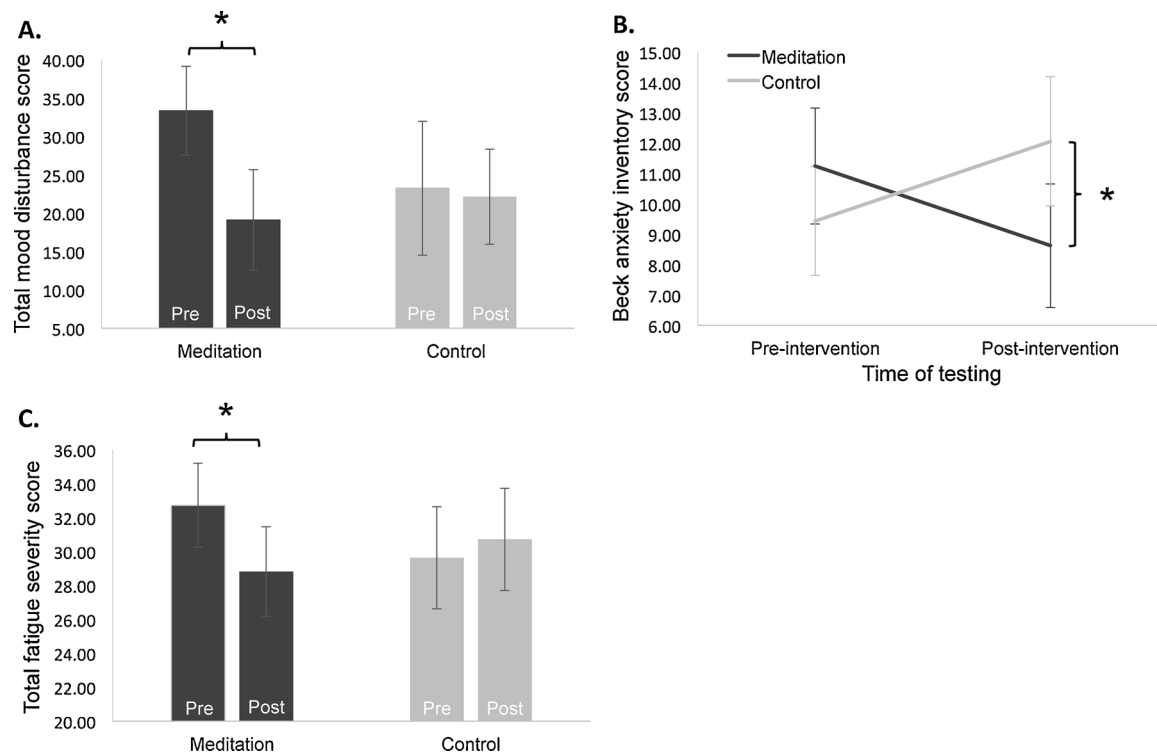 A.
*
Total mood disturbance score
40.00
35.00
30.00
25.00
20.00
15.00
10.00
5.00
Pre
Post
Pre
Post
Meditation
Control
B.
Beck anxiety inventory score
15.00
14.00
13.00
12.00
11.00
10.00
9.00
8.00
7.00
6.00
Meditation
Control
*
Pre-intervention
Post-intervention
Time of testing
C.
*
Total fatigue severity score
36.00
34.00
32.00
30.00
28.00
26.00
24.00
22.00
20.00
Pre
Post
Pre
Post
Meditation
Control